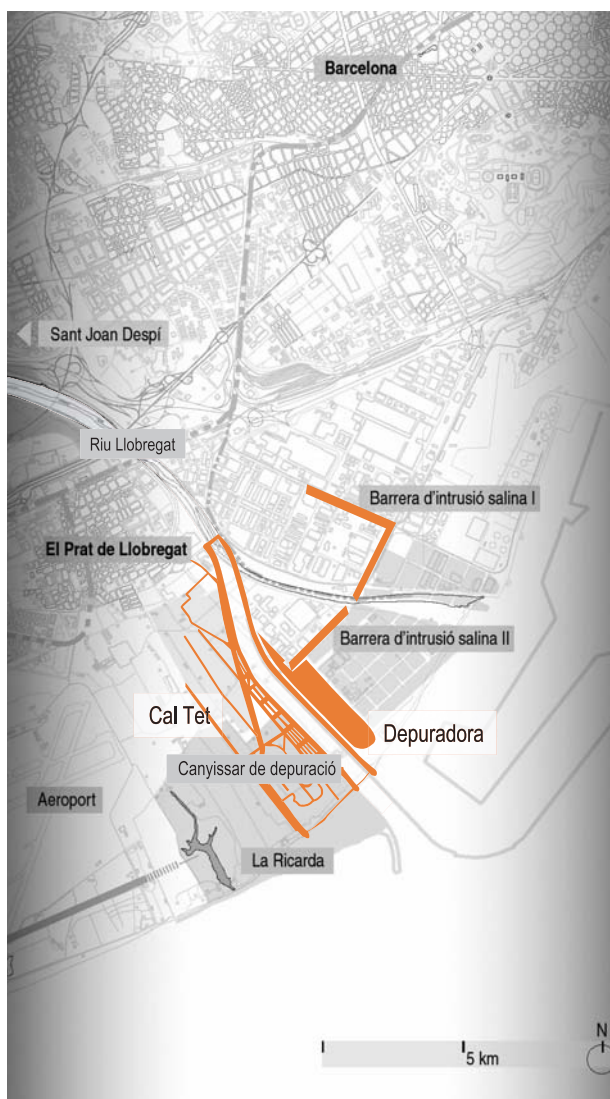 Barcelona
Sant Joan Despí
Riu Llobregat
Barrera d'intrusió salina I
El Prat de Llobregat
Barrera d'intrusió salina II
Cal Tet
Depuradora
Canyissar de depuració
Aeroport
La Ricarda
N
5 km